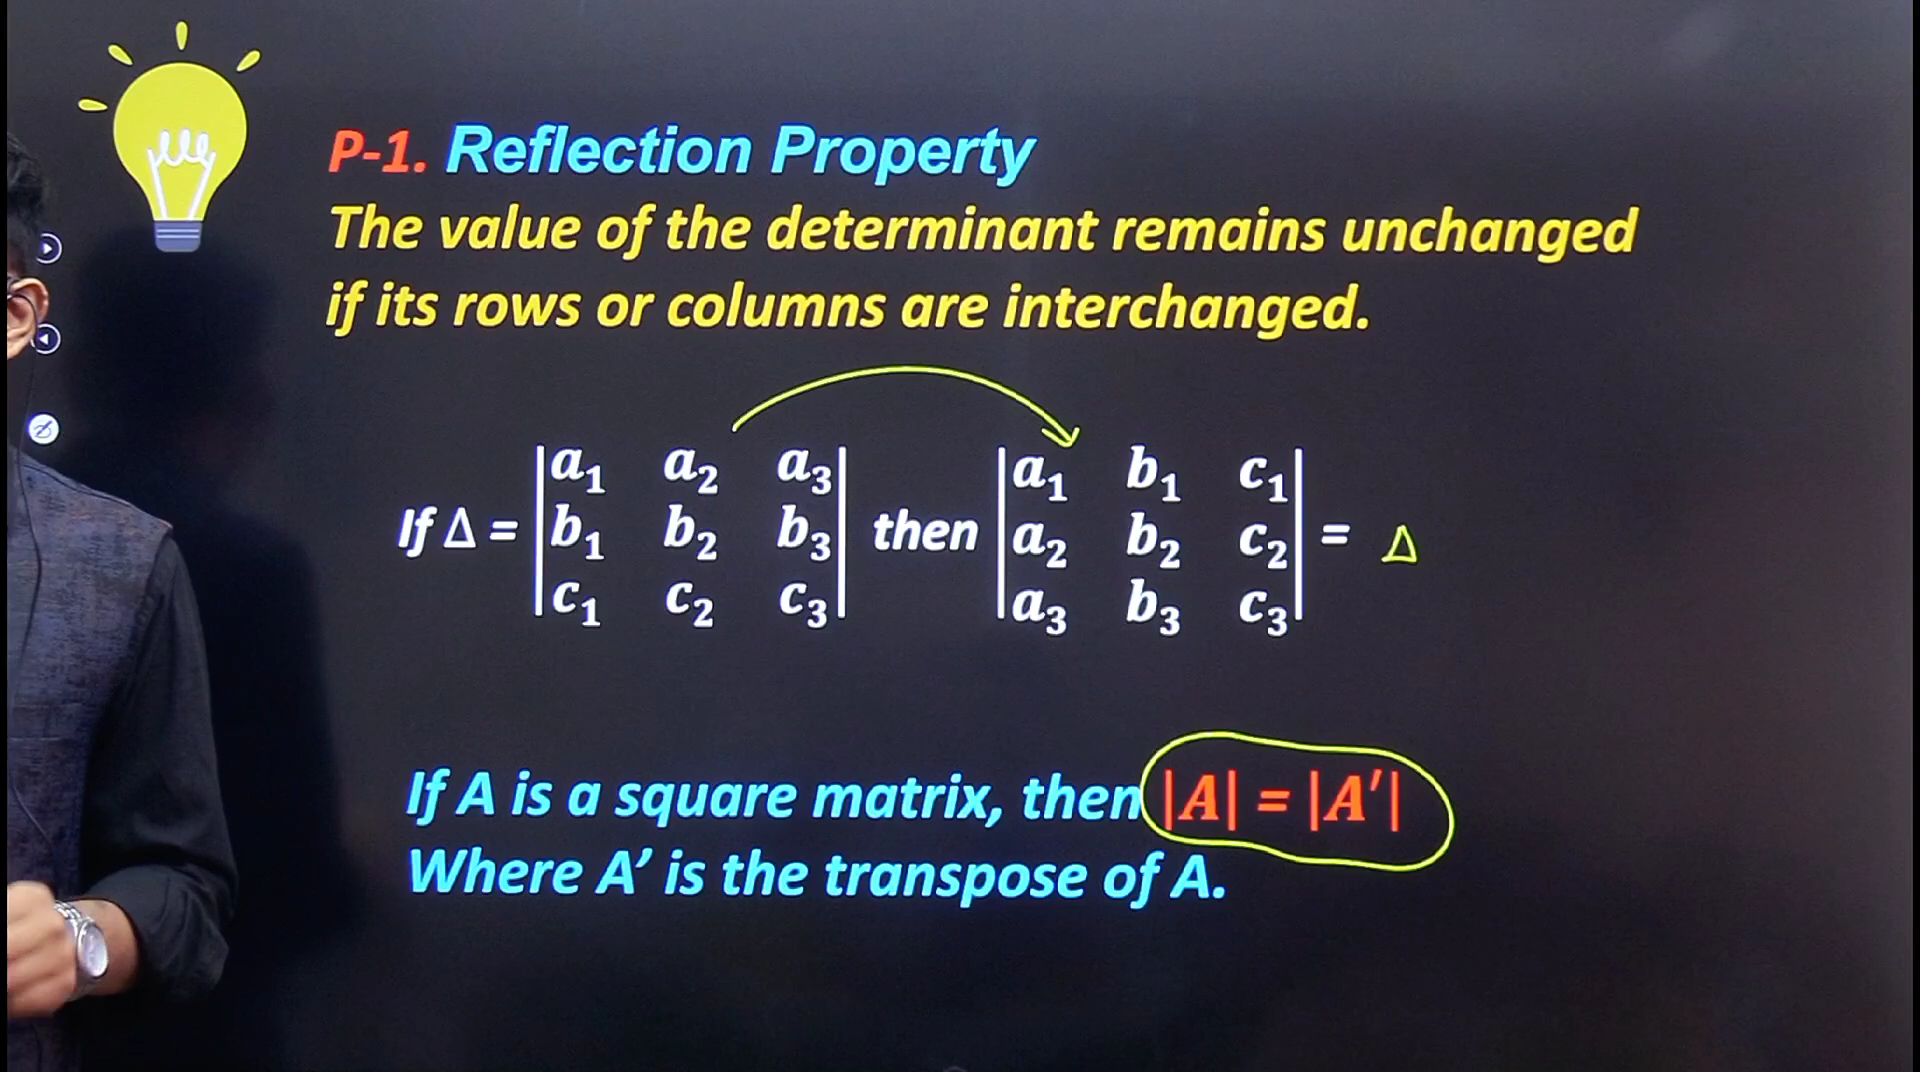 P-1. Reflection Property
The value of the determinant remains unchanged
if its rows or columns are interchanged.
If Δ = |a₁ a₂ a₃| then |a₁ b₁ c₁| = Δ
|b₁ b₂ b₃| |a₂ b₂ c₂|
|c₁ c₂ c₃| |a₃ b₃ c₃|
If A is a square matrix, then |A| = |A′|
Where A′ is the transpose of A.